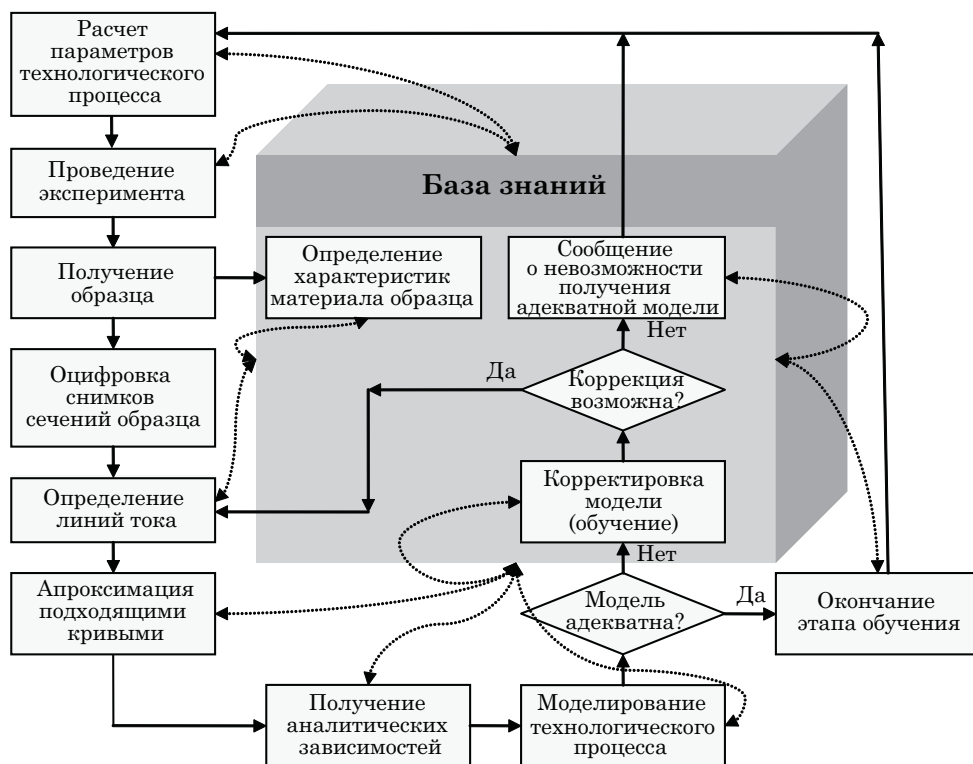 Расчет
параметров
технологического
процесса
Проведение
эксперимента
База знаний
Получение
образца
Определение
характеристик
материала образца
Сообщение
о невозможности
получения
адекватной модели
Нет
Оцифровка
снимков
сечений образца
Да
Коррекция
возможна?
Определение
линий тока
Корректировка
модели
(обучение)
Нет
Апроксимация
подходящими
кривыми
Модель
адекватна?
Да
Окончание
этапа обучения
Получение
аналитических
зависимостей
Моделирование
технологического
процесса